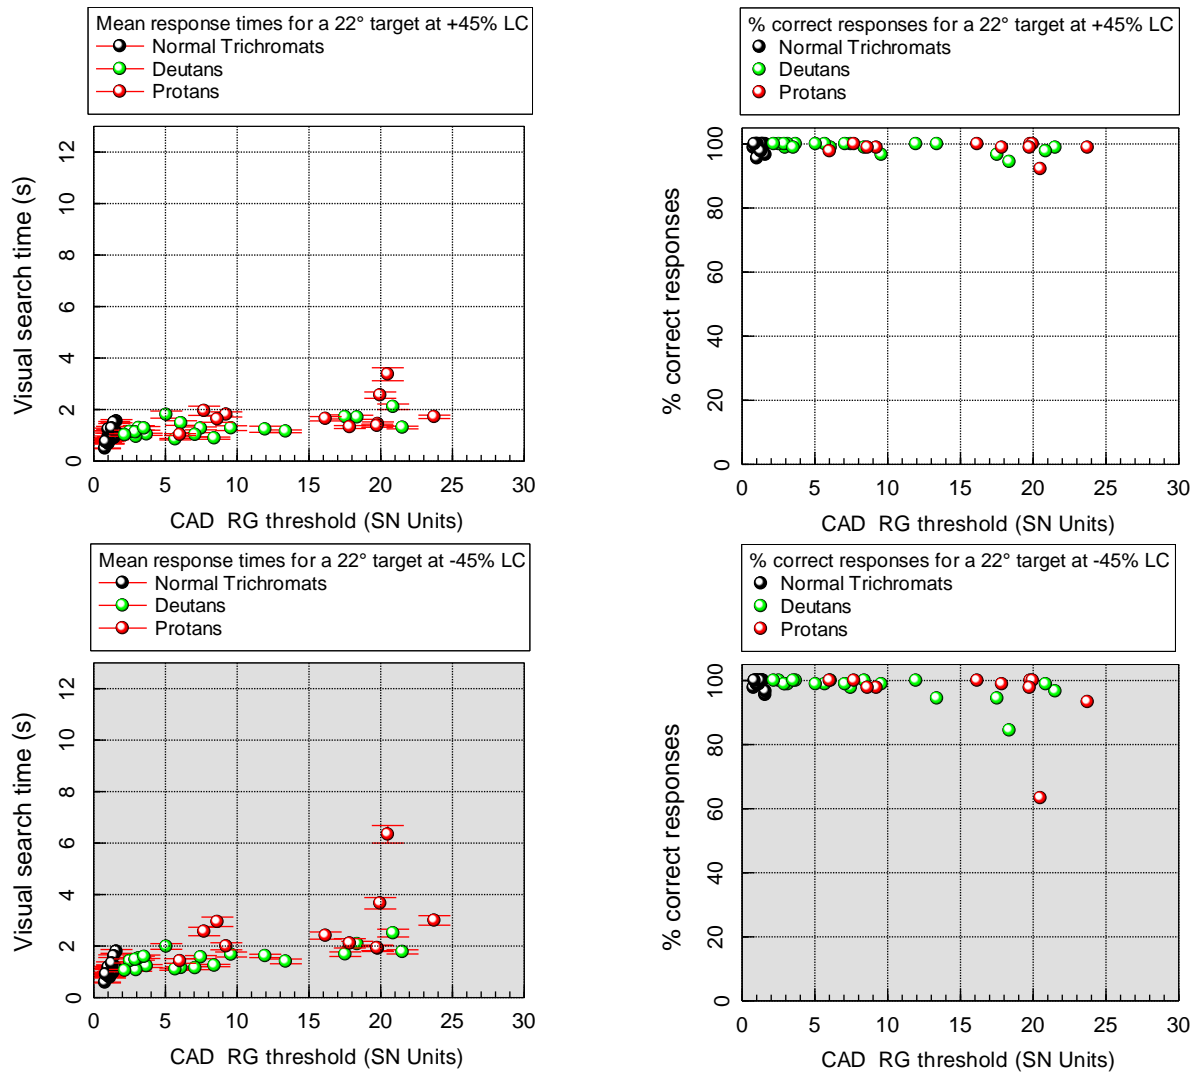 Mean response times for a 22° target at +45% LC
Normal Trichromats
Deutans
Protans
Visual search time (s)
12
10
8
6
4
2
0
0 5 10 15 20 25 30
CAD RG threshold (SN Units)
% correct responses for a 22° target at +45% LC
Normal Trichromats
Deutans
Protans
% correct responses
100
80
60
40
20
0
0 5 10 15 20 25 30
CAD RG threshold (SN Units)
Mean response times for a 22° target at -45% LC
Normal Trichromats
Deutans
Protans
Visual search time (s)
12
10
8
6
4
2
0
0 5 10 15 20 25 30
CAD RG threshold (SN Units)
% correct responses for a 22° target at -45% LC
Normal Trichromats
Deutans
Protans
% correct responses
100
80
60
40
20
0
0 5 10 15 20 25 30
CAD RG threshold (SN Units)